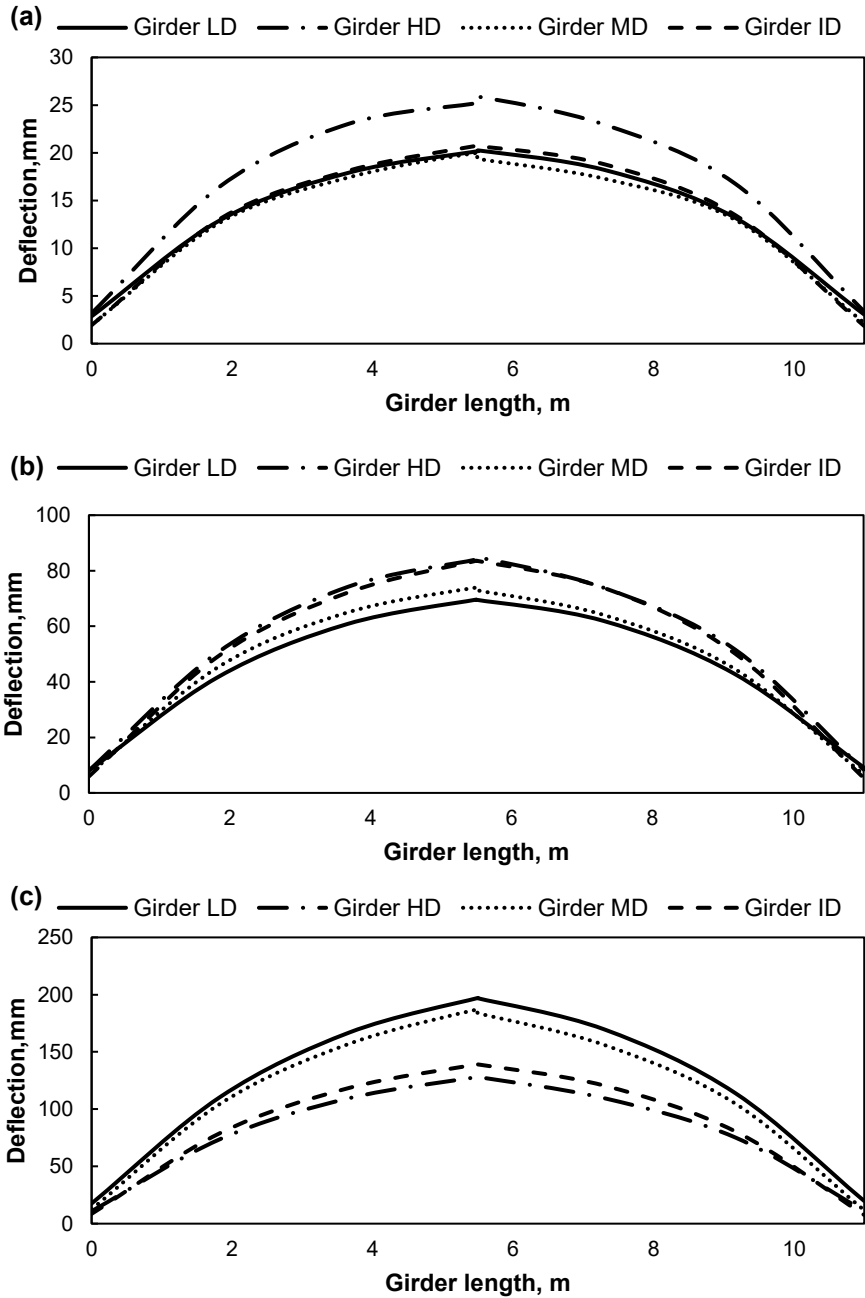 (a)
Girder LD Girder HD Girder MD Girder ID
30
25
20
15
10
5
0
Deflection,mm
0 2 4 6 8 10
Girder length, m
(b)
Girder LD Girder HD Girder MD Girder ID
100
80
60
40
20
0
Deflection,mm
0 2 4 6 8 10
Girder length, m
(c)
Girder LD Girder HD Girder MD Girder ID
250
200
150
100
50
0
Deflection,mm
0 2 4 6 8 10
Girder length, m